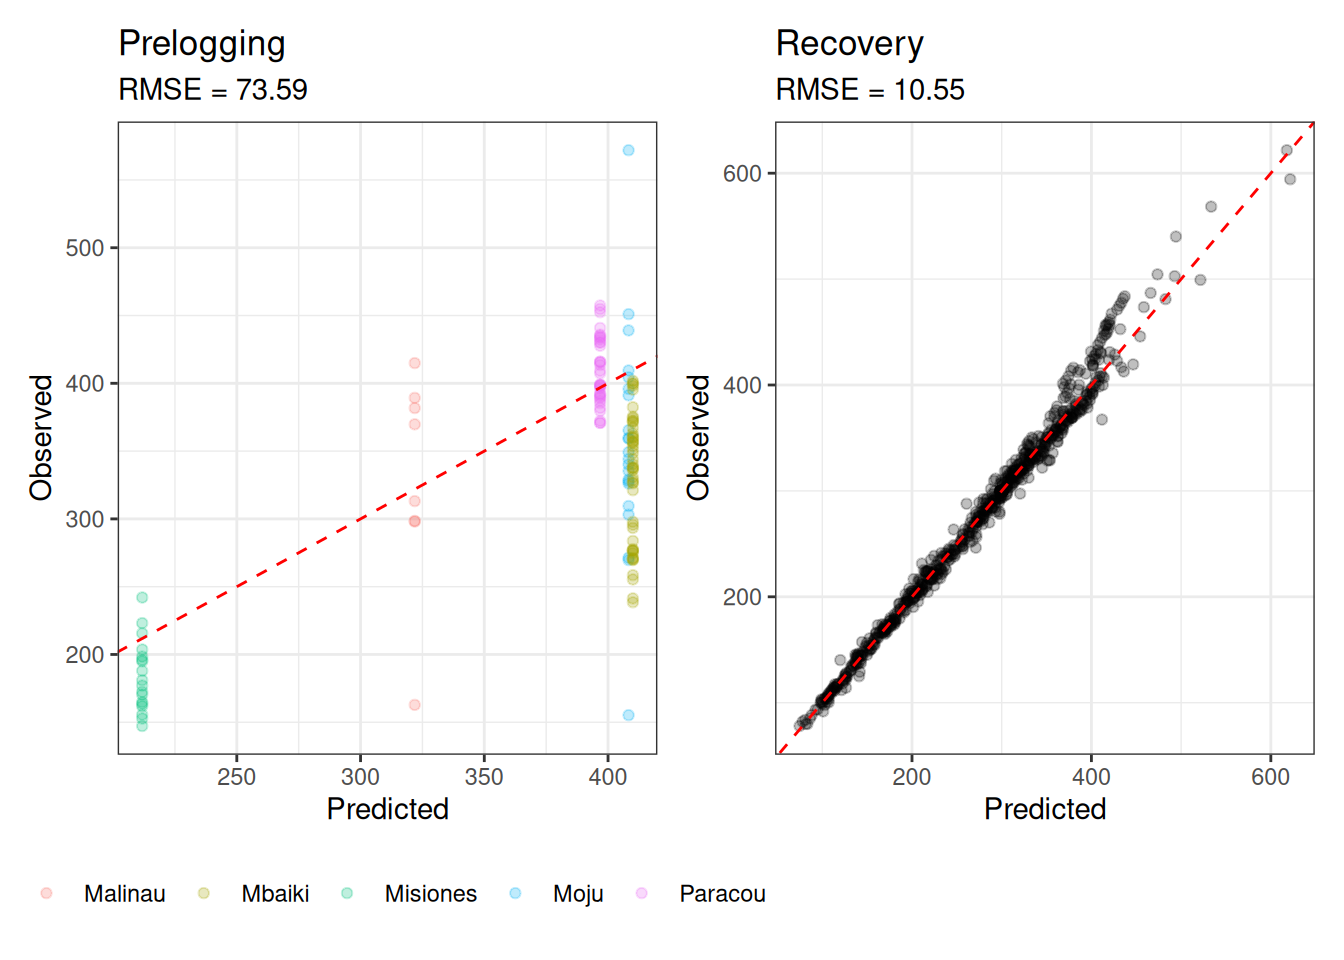 Prelogging
RMSE = 73.59
Observed
500
400
300
200
250 300 350 400
Predicted
Recovery
RMSE = 10.55
Observed
600
400
200
200 400 600
Predicted
Malinau Mbaiki Misiones Moju Paracou